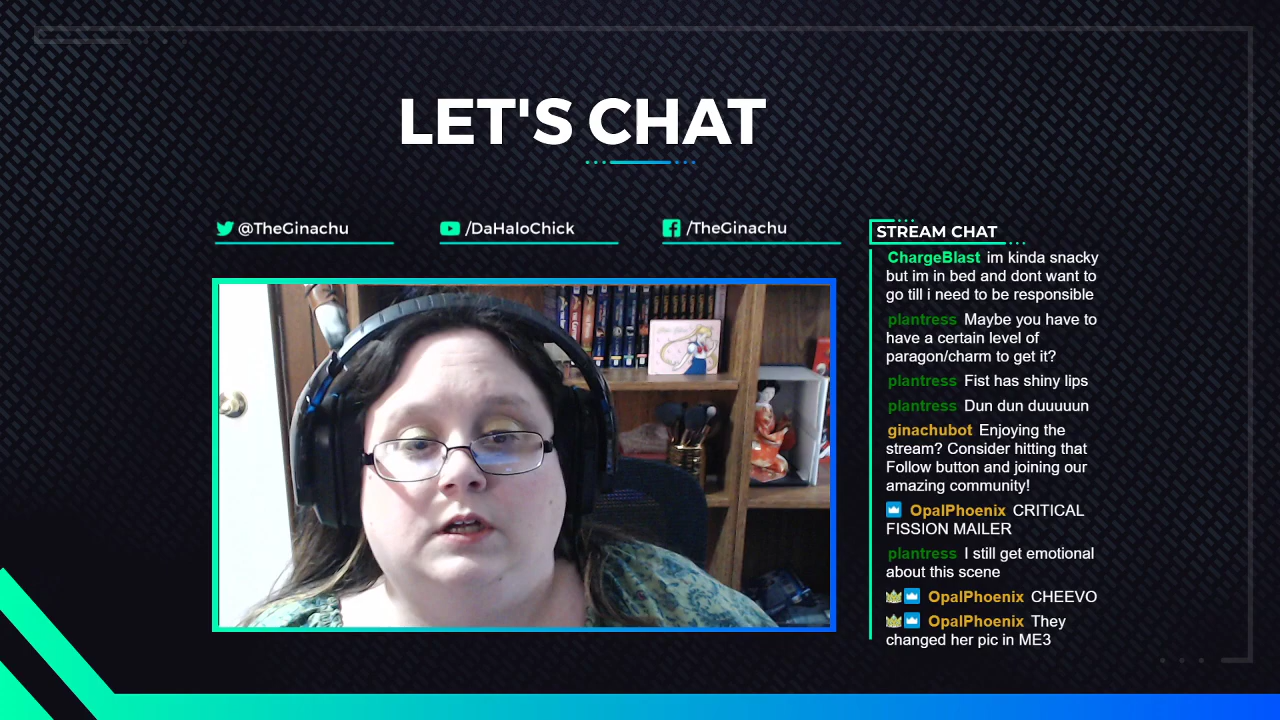 LET'S CHAT
@TheGinachu
/DaHaloChick
/TheGinachu
STREAM CHAT
ChargeBlast im kinda snacky
but im in bed and dont want to
go till i need to be responsible
plantress Maybe you have to
have a certain level of
paragon/charm to get it?
plantress Fist has shiny lips
plantress Dun dun duuuuun
ginachubot Enjoying the
stream? Consider hitting that
Follow button and joining our
amazing community!
OpalPhoenix CRITICAL
FISSION MAILER
plantress I still get emotional
about this scene
OpalPhoenix CHEEVO
OpalPhoenix They
changed her pic in ME3